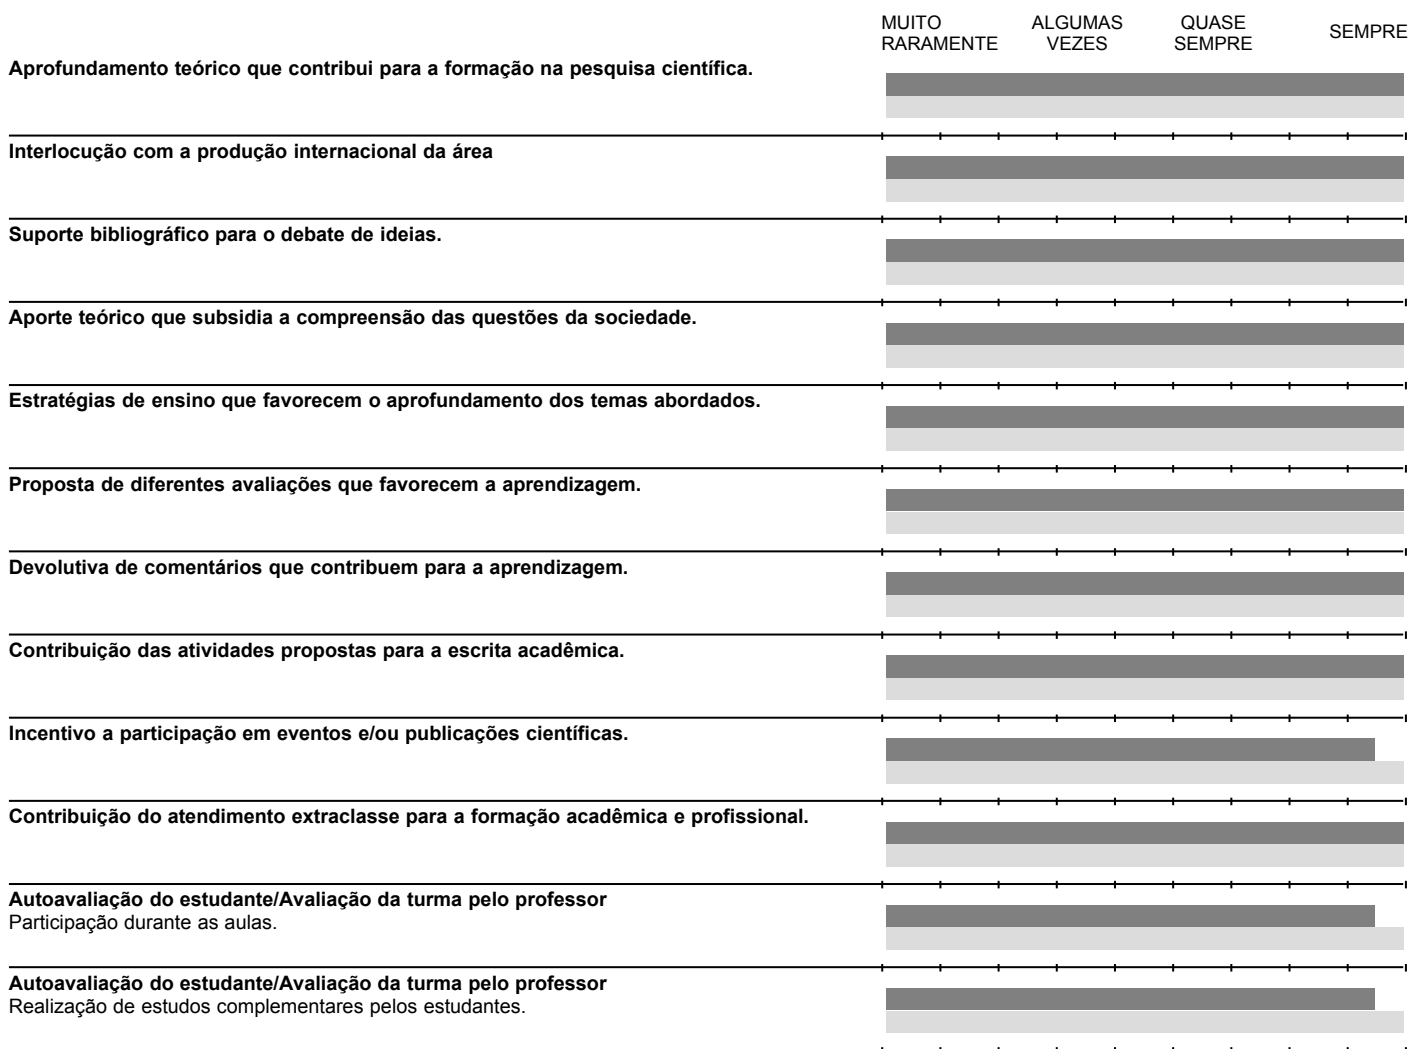 MUITO RARAMENTE
ALGUMAS VEZES
QUASE SEMPRE
SEMPRE
Aprofundamento teórico que contribui para a formação na pesquisa científica.
Interlocução com a produção internacional da área
Suporte bibliográfico para o debate de ideias.
Aporte teórico que subsidia a compreensão das questões da sociedade.
Estratégias de ensino que favorecem o aprofundamento dos temas abordados.
Proposta de diferentes avaliações que favorecem a aprendizagem.
Devolutiva de comentários que contribuem para a aprendizagem.
Contribuição das atividades propostas para a escrita acadêmica.
Incentivo a participação em eventos e/ou publicações científicas.
Contribuição do atendimento extraclasse para a formação acadêmica e profissional.
Autoavaliação do estudante/Avaliação da turma pelo professor
Participação durante as aulas.
Autoavaliação do estudante/Avaliação da turma pelo professor
Realização de estudos complementares pelos estudantes.